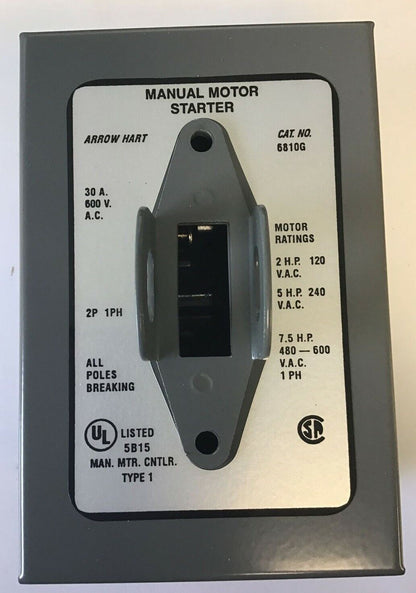 MANUAL MOTOR
STARTER
ARROW HART
CAT. NO.
6810G
30 A.
600 V.
A.C.
MOTOR
RATINGS
2 H.P. 120
V.A.C.
5 H.P. 240
V.A.C.
2P 1PH
7.5 H.P.
480 — 600
V.A.C.
1 PH
ALL
POLES
BREAKING
UL LISTED
5B15
MAN. MTR. CNTLR.
TYPE 1
SA